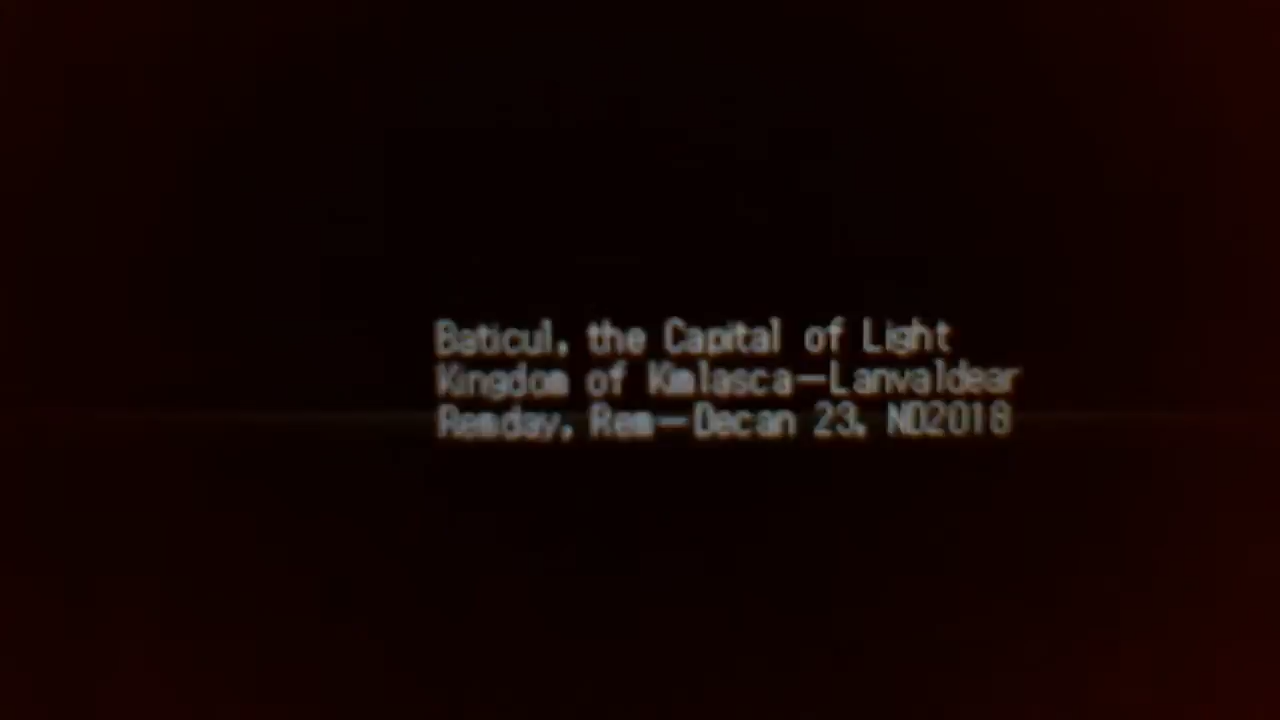 Baticul, the Capital of Light
Kingdom of Kimlasca-Lanvaldear
Remday, Rem-Decan 23, ND2018